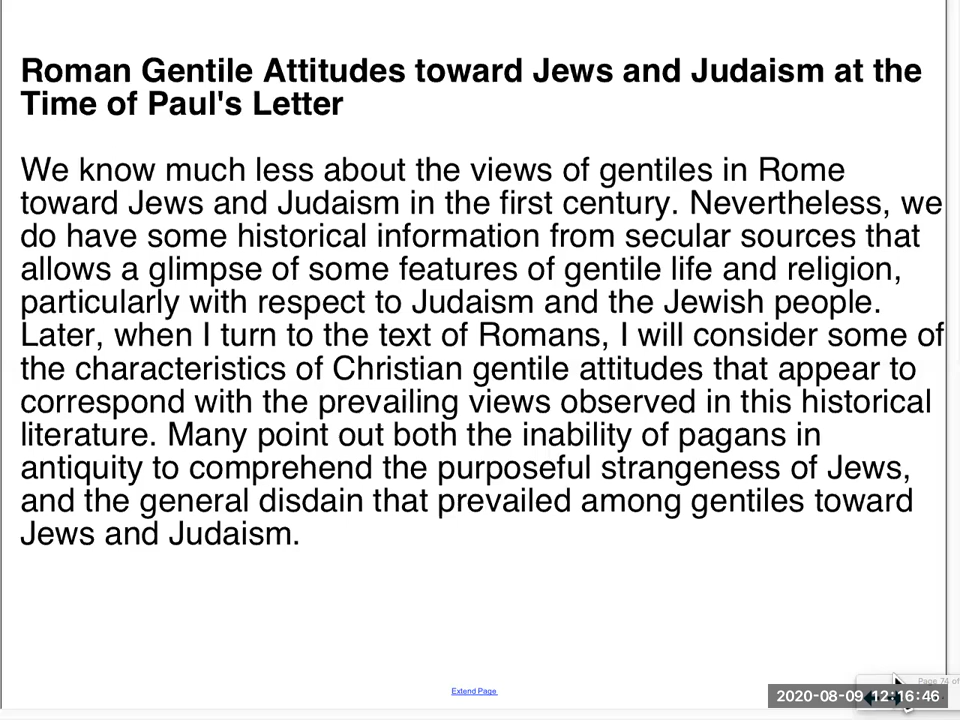 Roman Gentile Attitudes toward Jews and Judaism at the
Time of Paul's Letter
We know much less about the views of gentiles in Rome
toward Jews and Judaism in the first century. Nevertheless, we
do have some historical information from secular sources that
allows a glimpse of some features of gentile life and religion,
particularly with respect to Judaism and the Jewish people.
Later, when I turn to the text of Romans, I will consider some of
the characteristics of Christian gentile attitudes that appear to
correspond with the prevailing views observed in this historical
literature. Many point out both the inability of pagans in
antiquity to comprehend the purposeful strangeness of Jews,
and the general disdain that prevailed among gentiles toward
Jews and Judaism.
Extend Page
Page 74 of
2020-08-09 12:16:46